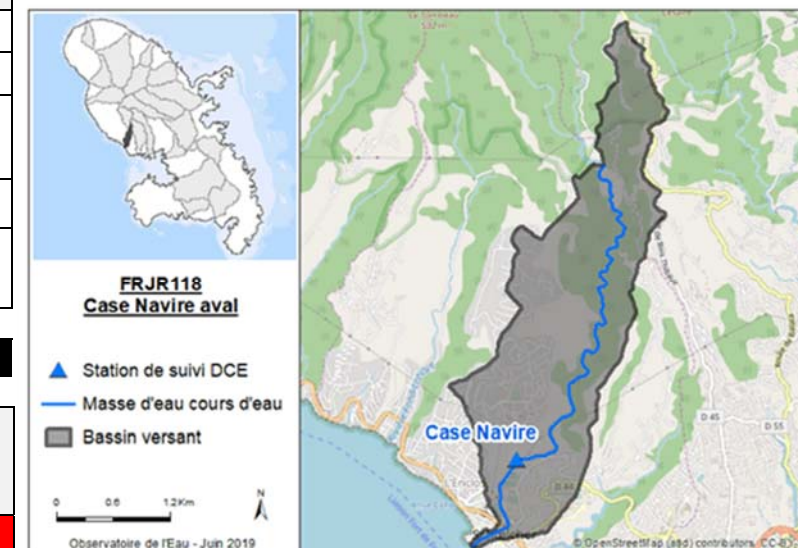 FRJR118
Case Navire aval
Station de suivi DCE
Masse d'eau cours d'eau
Bassin versant
0 0.6 1.2Km
N
Observatoire de l'Eau - Juin 2019
Case Navire
D 45
D 55
D 44
© OpenStreetMap (and) contributors, CC-BY-